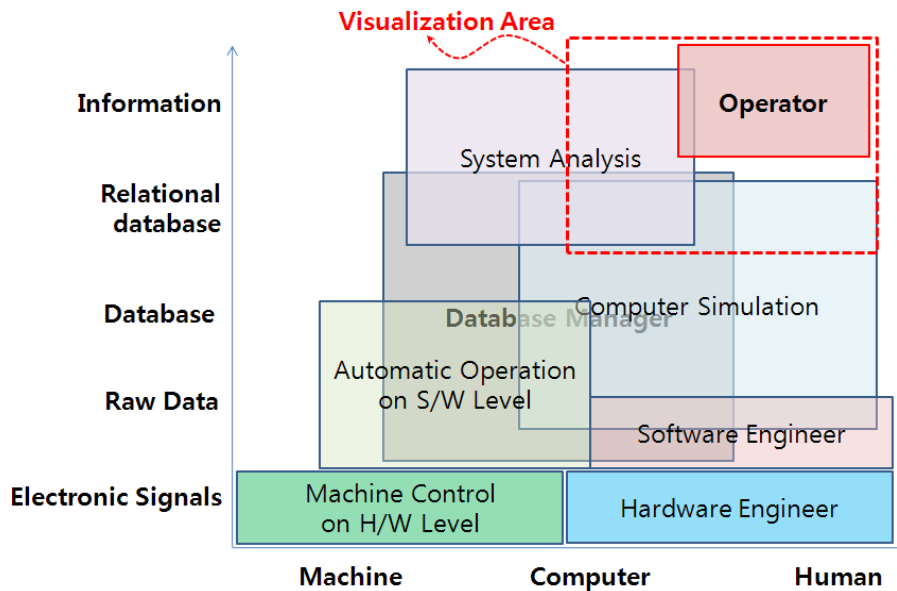 Visualization Area
Information
Operator
System Analysis
Relational
database
Database
Computer Simulation
Database Manager
Automatic Operation
on S/W Level
Raw Data
Software Engineer
Electronic Signals
Machine Control
on H/W Level
Hardware Engineer
Machine
Computer
Human